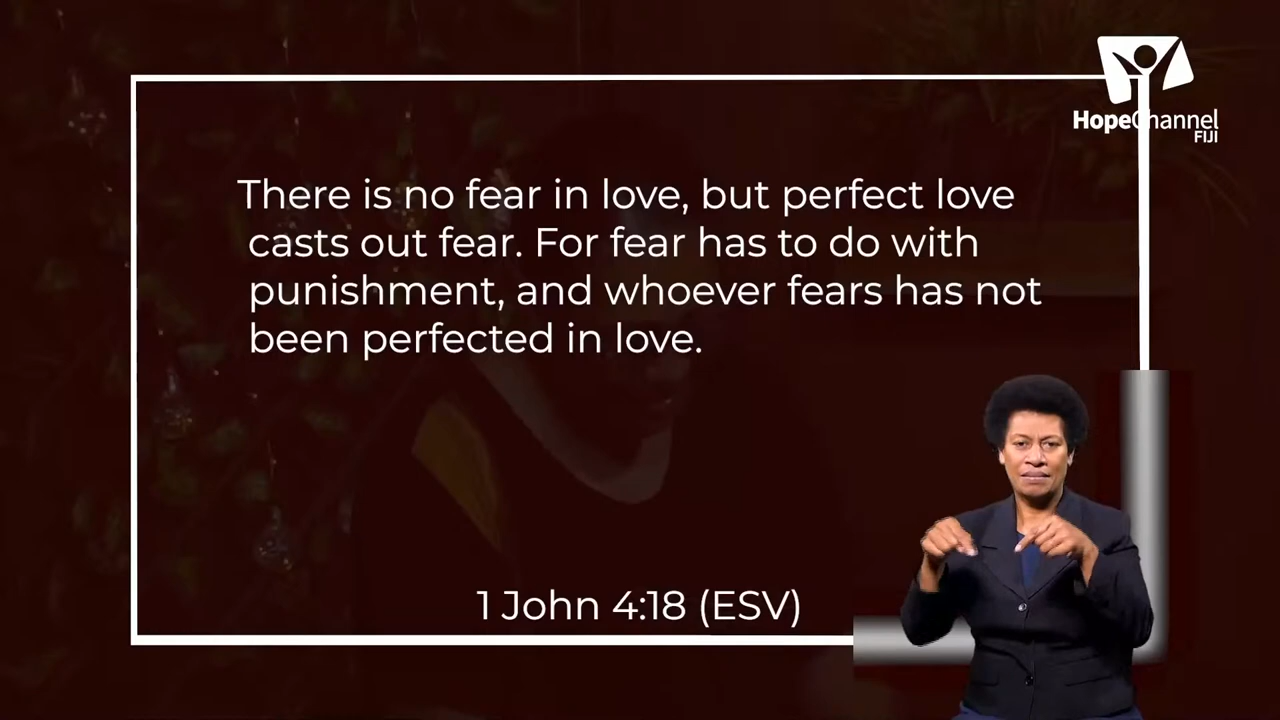 HopeChannel
FIJI
There is no fear in love, but perfect love
casts out fear. For fear has to do with
punishment, and whoever fears has not
been perfected in love.
1 John 4:18 (ESV)